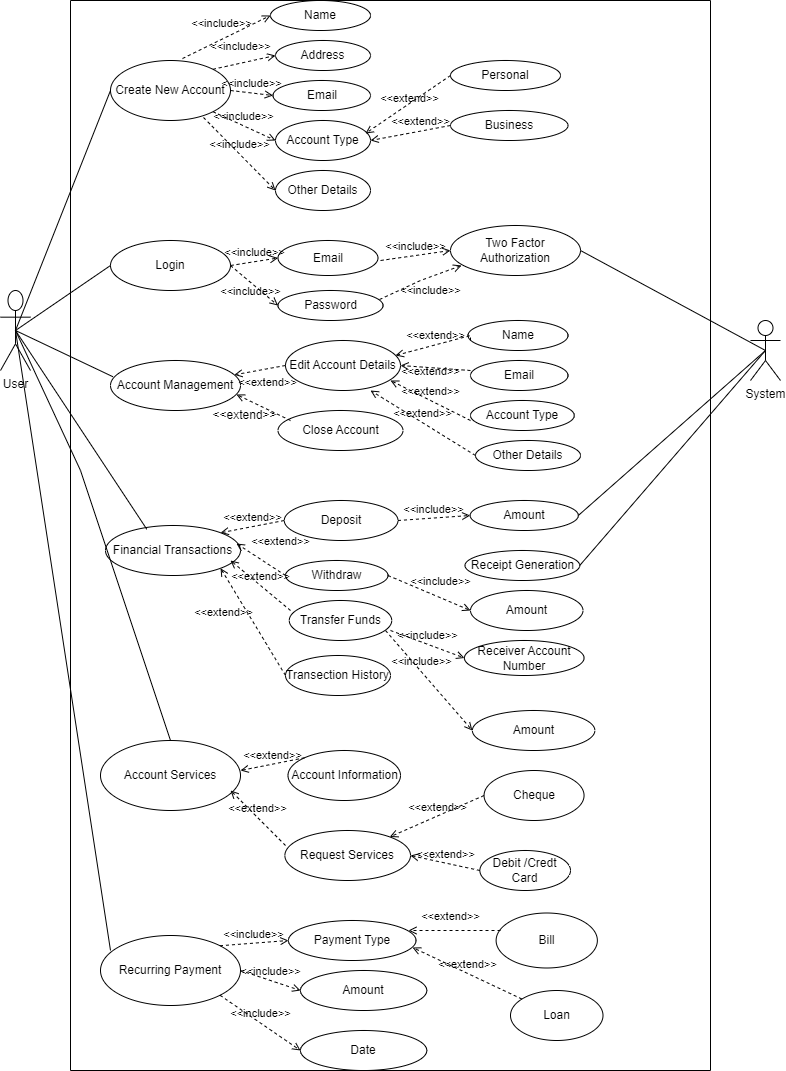 Name
<<include>>
<<include>>
Address
<<include>>
Create New Account
Email
Personal
<<extend>>
<<include>>
<<extend>>
Business
<<include>>
Account Type
Other Details
<<include>>
Two Factor
Authorization
<<include>>
<<include>>
Email
Login
<<include>>
<<include>>
Password
User
System
<<extend>>
Name
Edit Account Details
<<extend>>
Email
Account Management
<<extend>>
<<extend>>
<<extend>>
<<extend>>
Account Type
Close Account
Other Details
<<extend>>
Deposit
<<include>>
Amount
<<extend>>
Financial Transactions
Receipt Generation
<<extend>>
Withdraw
<<include>>
<<extend>>
Transfer Funds
Amount
<<include>>
Receiver Account
Number
<<include>>
Transection History
Amount
<<extend>>
Account Services
Account Information
<<extend>>
Cheque
<<extend>>
Request Services
<<extend>>
Debit /Credt
Card
<<extend>>
<<include>>
Payment Type
Bill
<<extend>>
Recurring Payment
<<include>>
Amount
<<include>>
Loan
Date